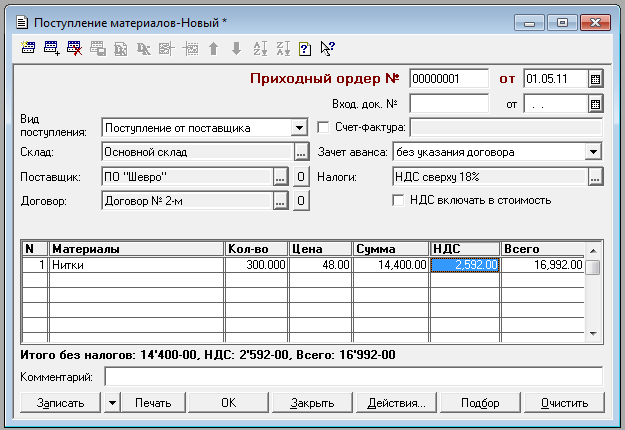 Поступление материалов-Новый *
Приходный ордер № 00000001 от 01.05.11
Вход. док. № от . .
Вид поступления: Поступление от поставщика Счет-фактура:
Склад: Основной склад ... Зачет аванса: без указания договора
Поставщик: ПО "Шевро" ... О Налоги: НДС сверху 18% ...
Договор: Договор № 2-м ... О НДС включать в стоимость
N Материалы Кол-во Цена Сумма НДС Всего
1 Нитки 300.000 48.00 14,400.00 2,592.00 16,992.00
Итого без налогов: 14'400-00, НДС: 2'592-00, Всего: 16'992-00
Комментарий:
Записать Печать OK Закрыть Действия... Подбор Очистить